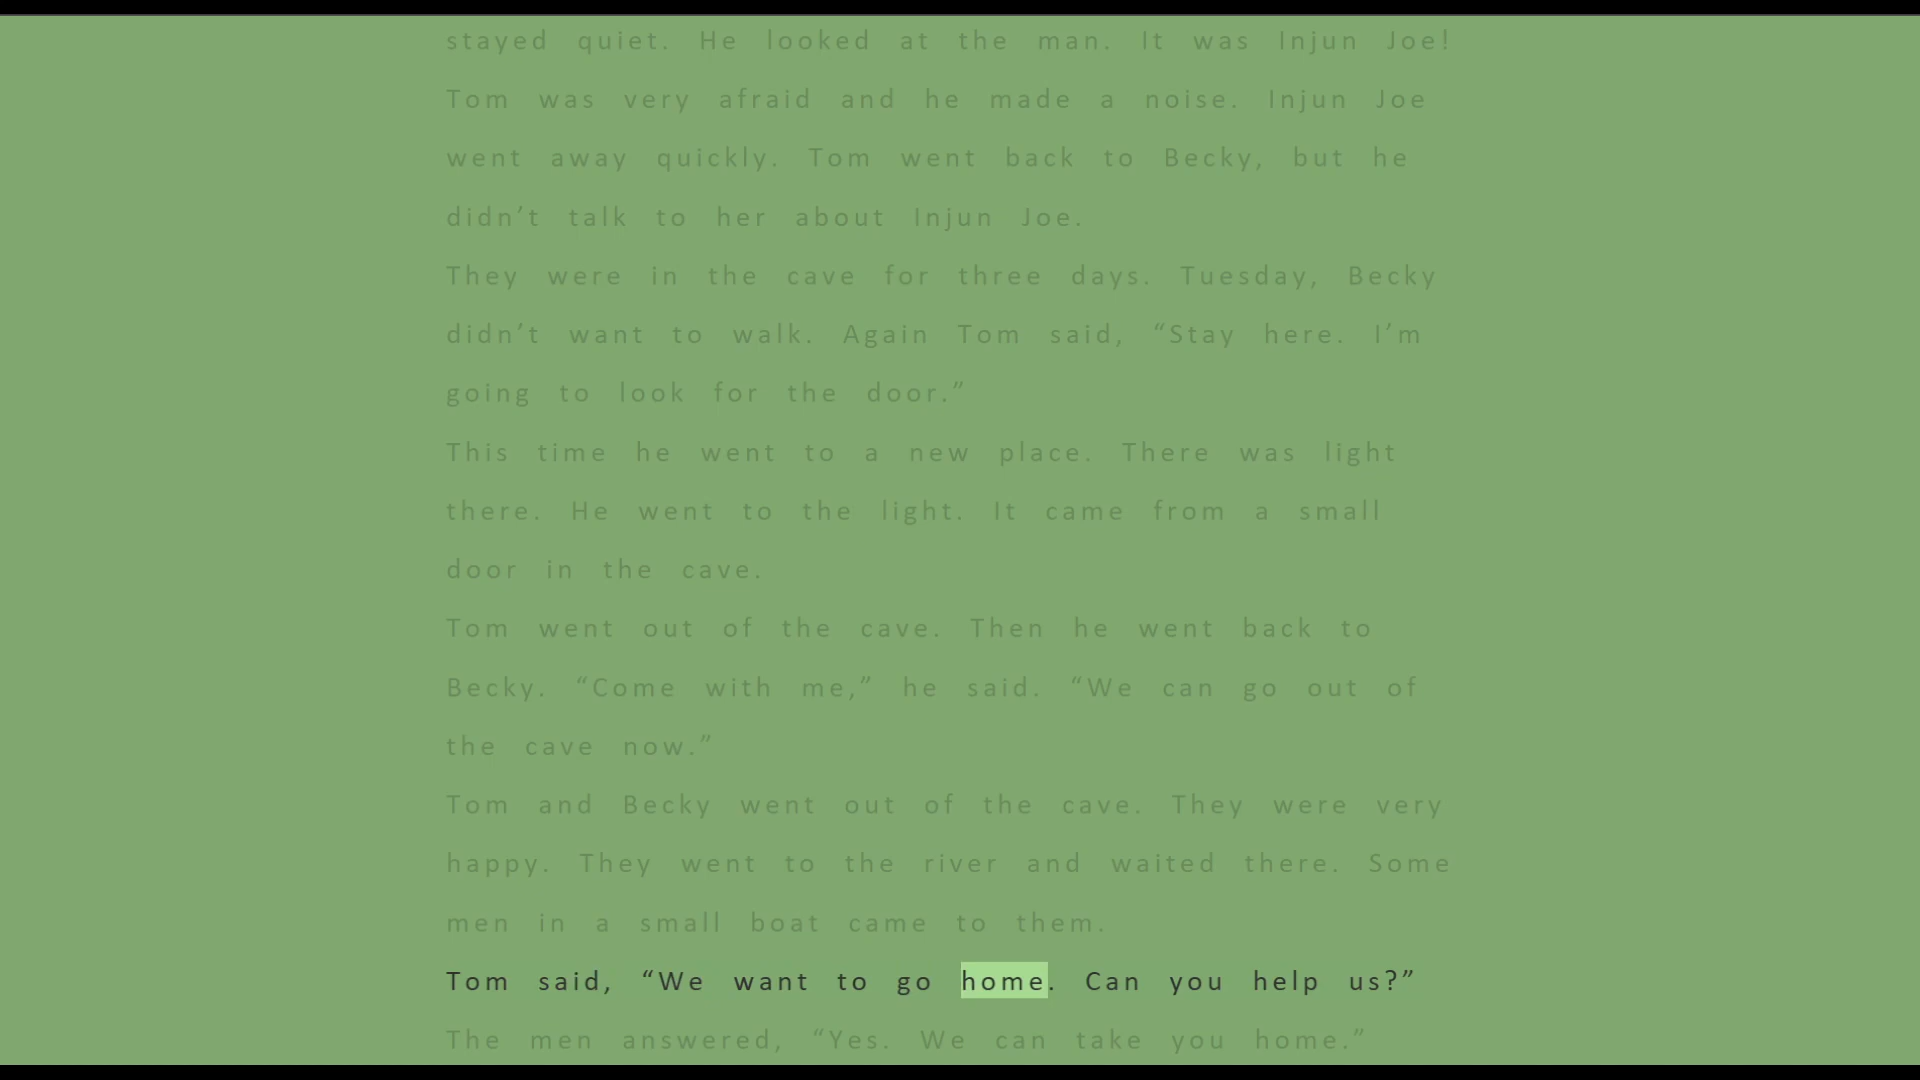 stayed quiet. He looked at the man. It was Injun Joe!
Tom was very afraid and he made a noise. Injun Joe
went away quickly. Tom went back to Becky, but he
didn’t talk to her about Injun Joe.
They were in the cave for three days. Tuesday, Becky
didn’t want to walk. Again Tom said, “Stay here. I’m
going to look for the door.”
This time he went to a new place. There was light
there. He went to the light. It came from a small
door in the cave.
Tom went out of the cave. Then he went back to
Becky. “Come with me,” he said. “We can go out of
the cave now.”
Tom and Becky went out of the cave. They were very
happy. They went to the river and waited there. Some
men in a small boat came to them.
Tom said, “We want to go home. Can you help us?”
The men answered, “Yes. We can take you home.”